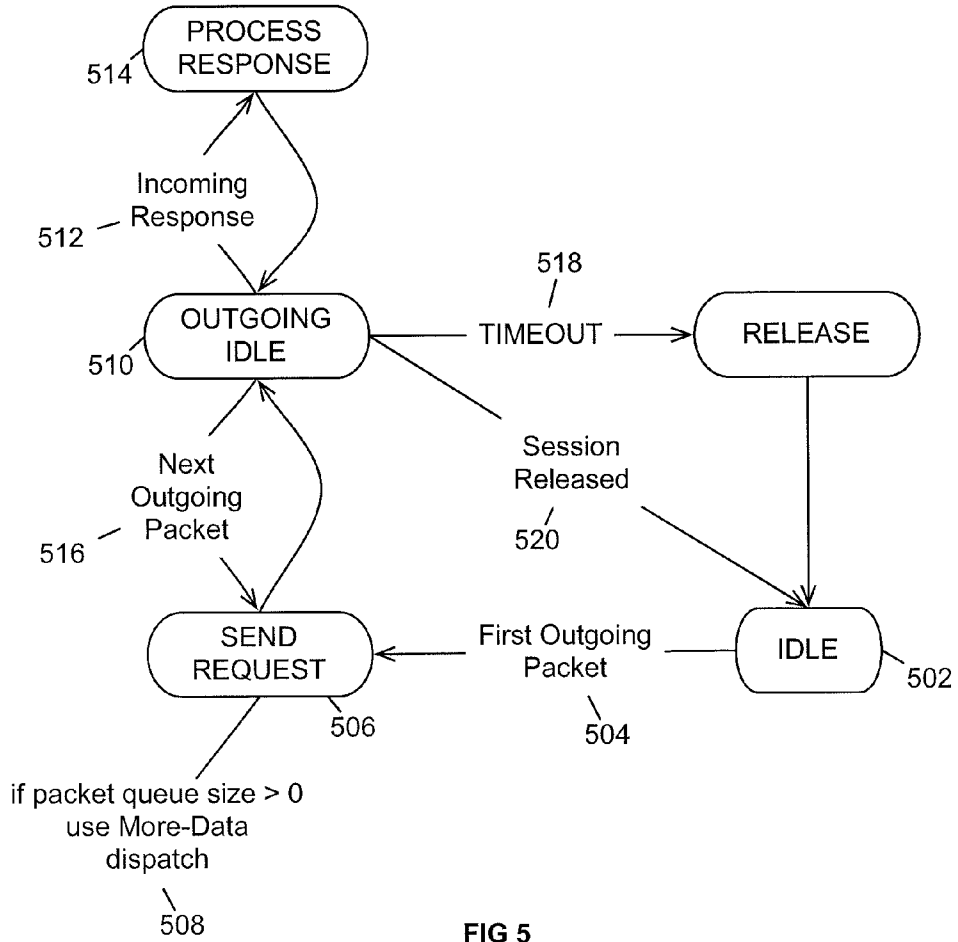 PROCESS
RESPONSE
514
Incoming
Response
512
518
OUTGOING
IDLE
510
TIMEOUT
RELEASE
Next
Outgoing
Packet
516
Session
Released
520
SEND
REQUEST
506
First Outgoing
Packet
504
IDLE
502
if packet queue size > 0
use More-Data
dispatch
508
FIG 5